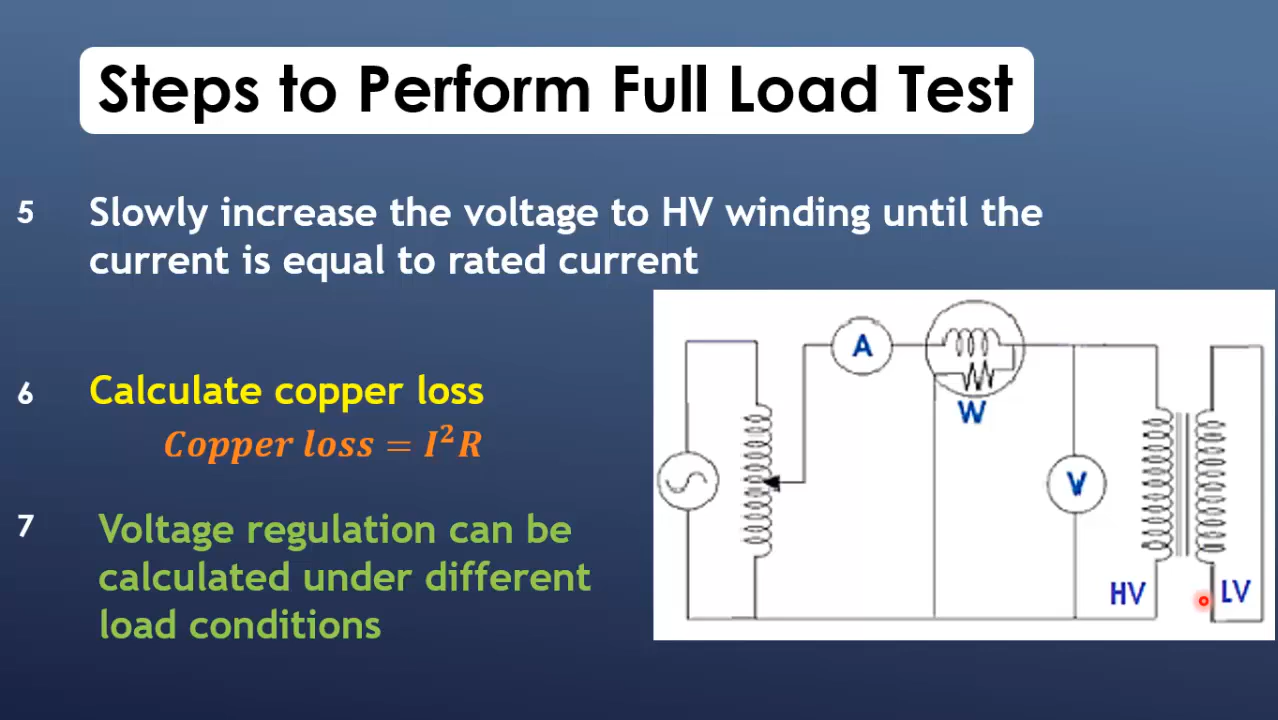 Steps to Perform Full Load Test
5 Slowly increase the voltage to HV winding until the
current is equal to rated current
6 Calculate copper loss
Copper loss = I²R
7 Voltage regulation can be
calculated under different
load conditions
A
W
V
HV
LV